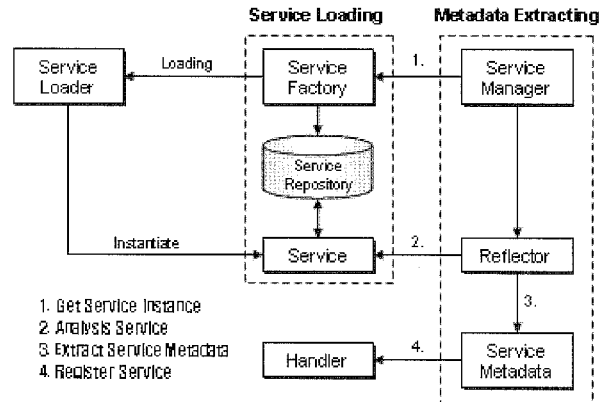 Service Loading
Metadata Extracting
Service
Loader
Loading
Service
Factory
1.
Service
Manager
Service
Repository
Instantiate
Service
2.
Reflector
3.
1. Get Service Instance
2. Analysis Service
3. Extract Service Metadata
4. Register Service
Handler
4.
Service
Metadata